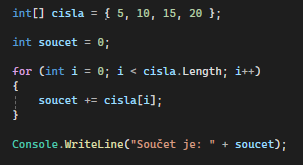 int[] cisla = { 5, 10, 15, 20 };
int soucet = 0;
for (int i = 0; i < cisla.Length; i++)
{
soucet += cisla[i];
}
Console.WriteLine("Součet je: " + soucet);